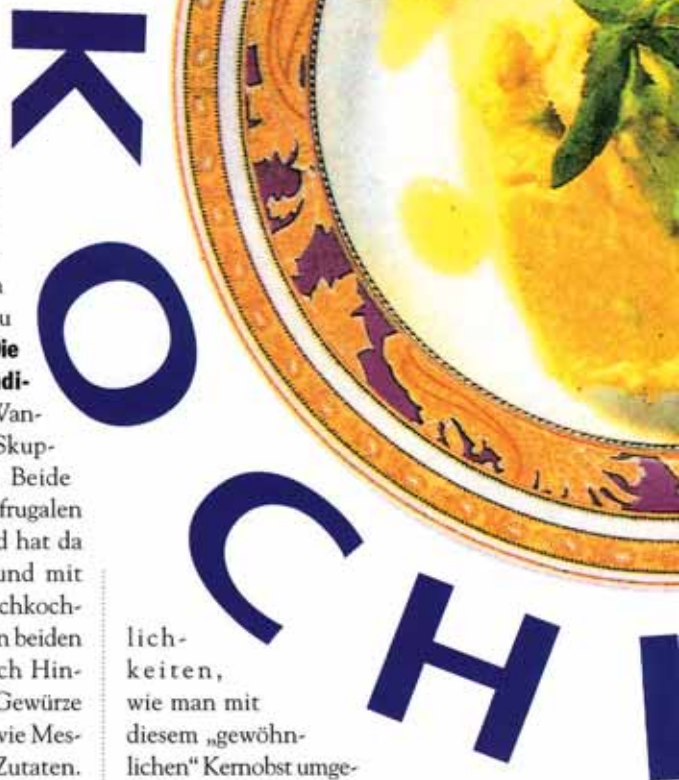 KOCHI
u
ie
di-
Van-
Skup-
Beide
frugalen
d hat da
und mit
chkoch-
n beiden
ch Hin-
Gewürze
wie Mes-
Zutaten.
lich-
keiten,
wie man mit
diesem „gewöhn-
lichen“ Kernobst umge-